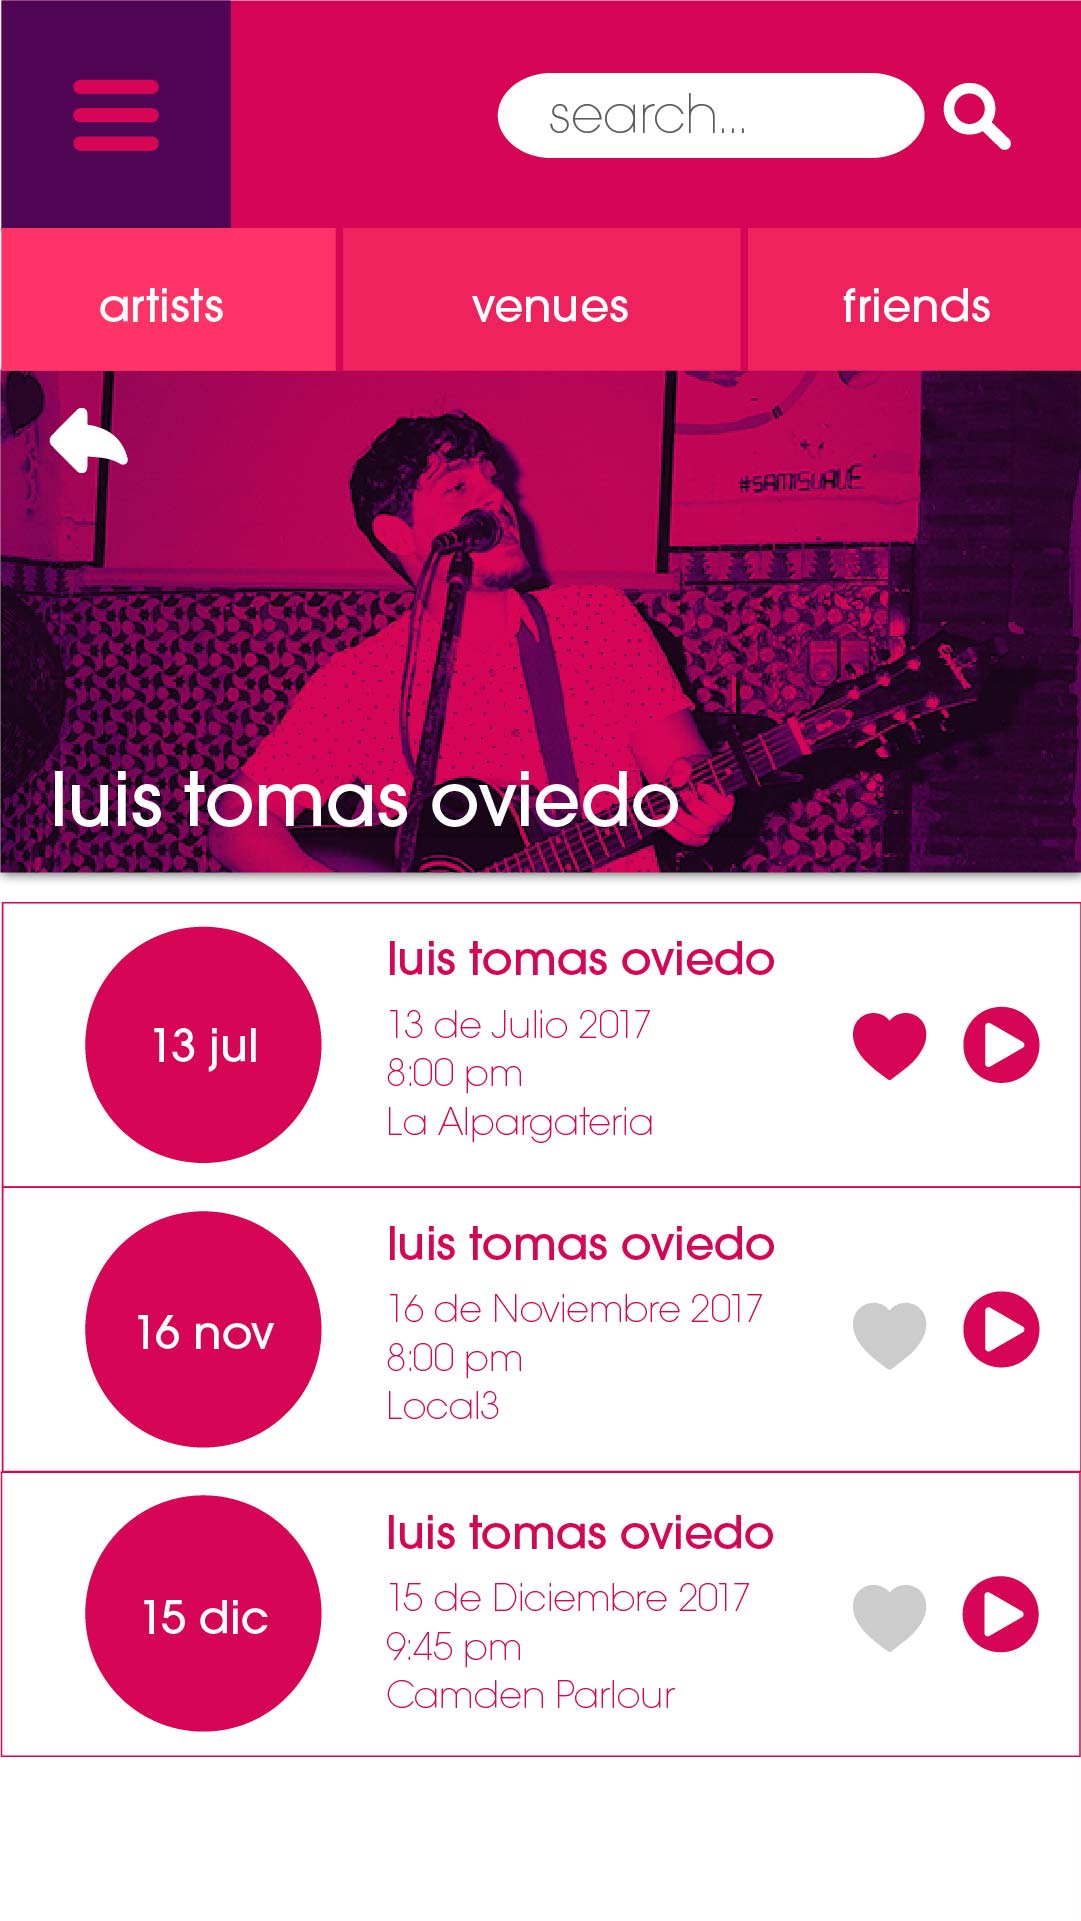 search...
artists
venues
friends
#SAMISUAVE
luis tomas oviedo
13 jul
luis tomas oviedo
13 de Julio 2017
8:00 pm
La Alpargateria
16 nov
luis tomas oviedo
16 de Noviembre 2017
8:00 pm
Local3
15 dic
luis tomas oviedo
15 de Diciembre 2017
9:45 pm
Camden Parlour